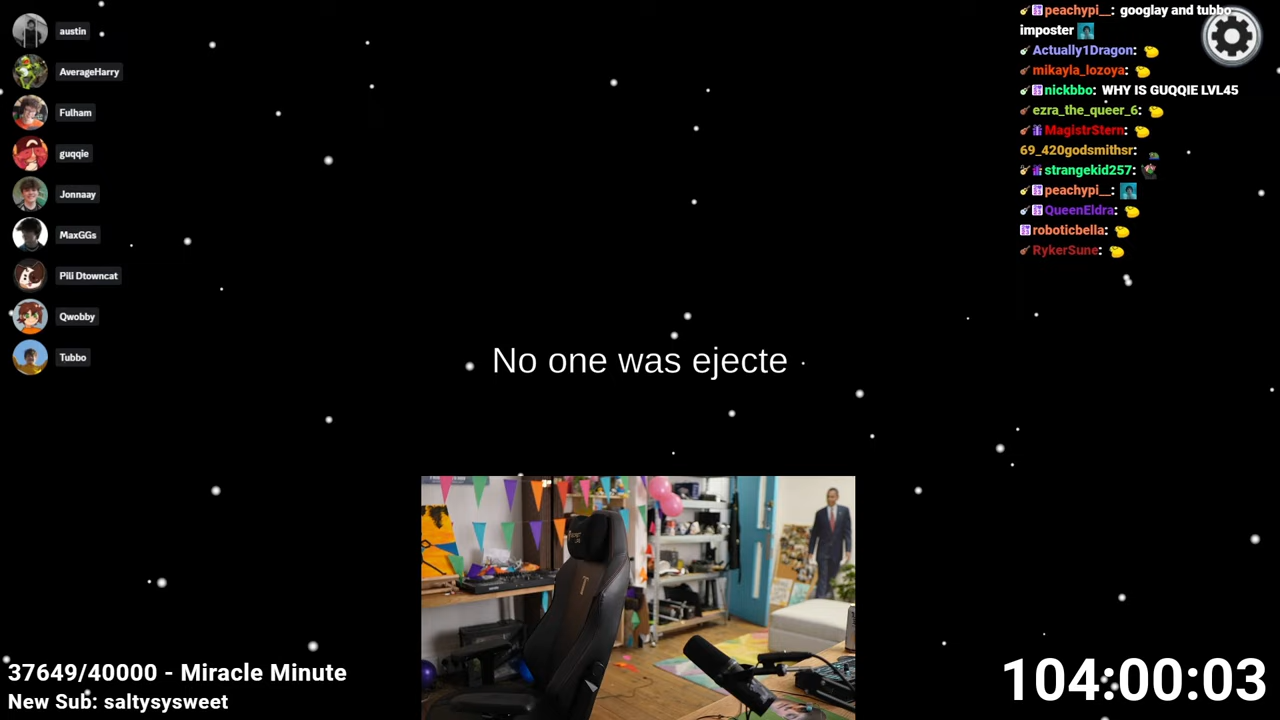 austin
AverageHarry
Fulham
guqqie
Jonnaay
MaxGGs
Pili Dtowncat
Qwobby
Tubbo
peachypi__: googlay and tubbo
imposter
Actually1Dragon:
mikayla_lozoya:
nickbbo: WHY IS GUQQIE LVL45
ezra_the_queer_6:
MagistrStern:
69_420godsmithsr:
strangekid257:
peachypi__:
QueenEldra:
roboticbella:
RykerSune:
No one was ejecte
37649/40000 - Miracle Minute
New Sub: saltysysweet
104:00:03